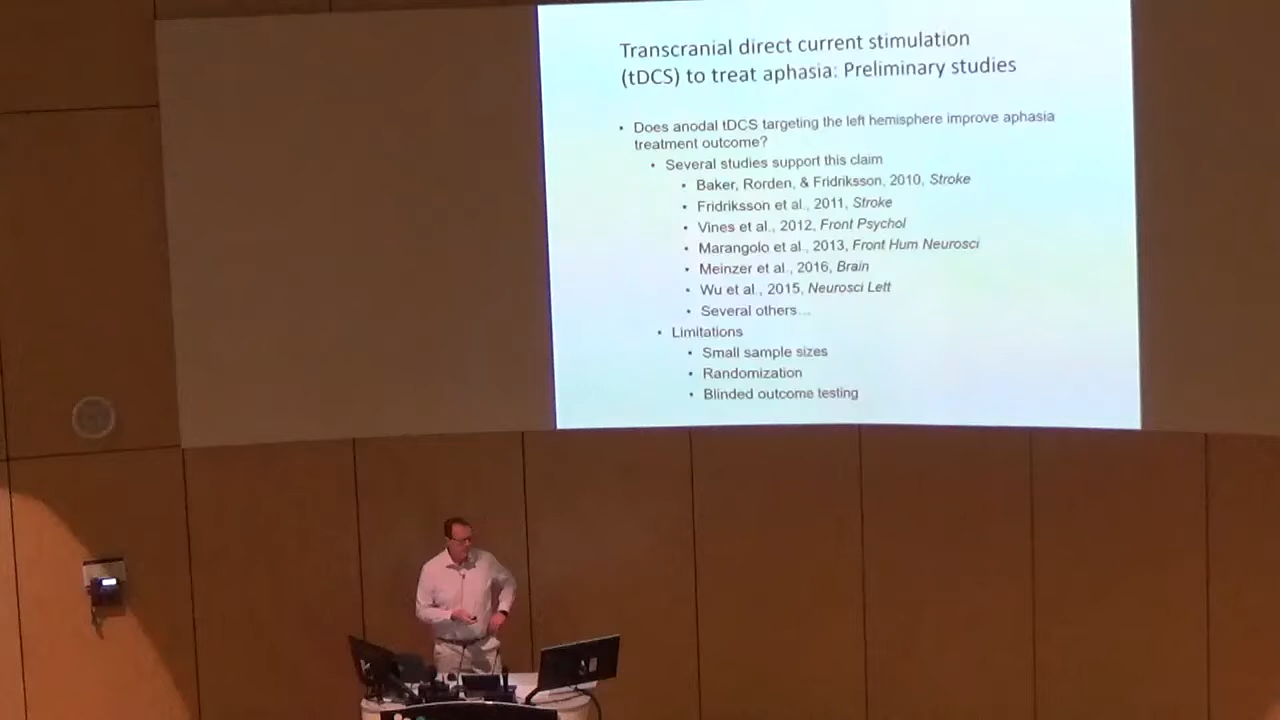 Transcranial direct current stimulation
(tDCS) to treat aphasia: Preliminary studies
• Does anodal tDCS targeting the left hemisphere improve aphasia
treatment outcome?
• Several studies support this claim
• Baker, Rorden, & Fridriksson, 2010, Stroke
• Fridriksson et al., 2011, Stroke
• Vines et al., 2012, Front Psychol
• Marangolo et al., 2013, Front Hum Neurosci
• Meinzer et al., 2016, Brain
• Wu et al., 2015, Neurosci Lett
• Several others…
• Limitations
• Small sample sizes
• Randomization
• Blinded outcome testing